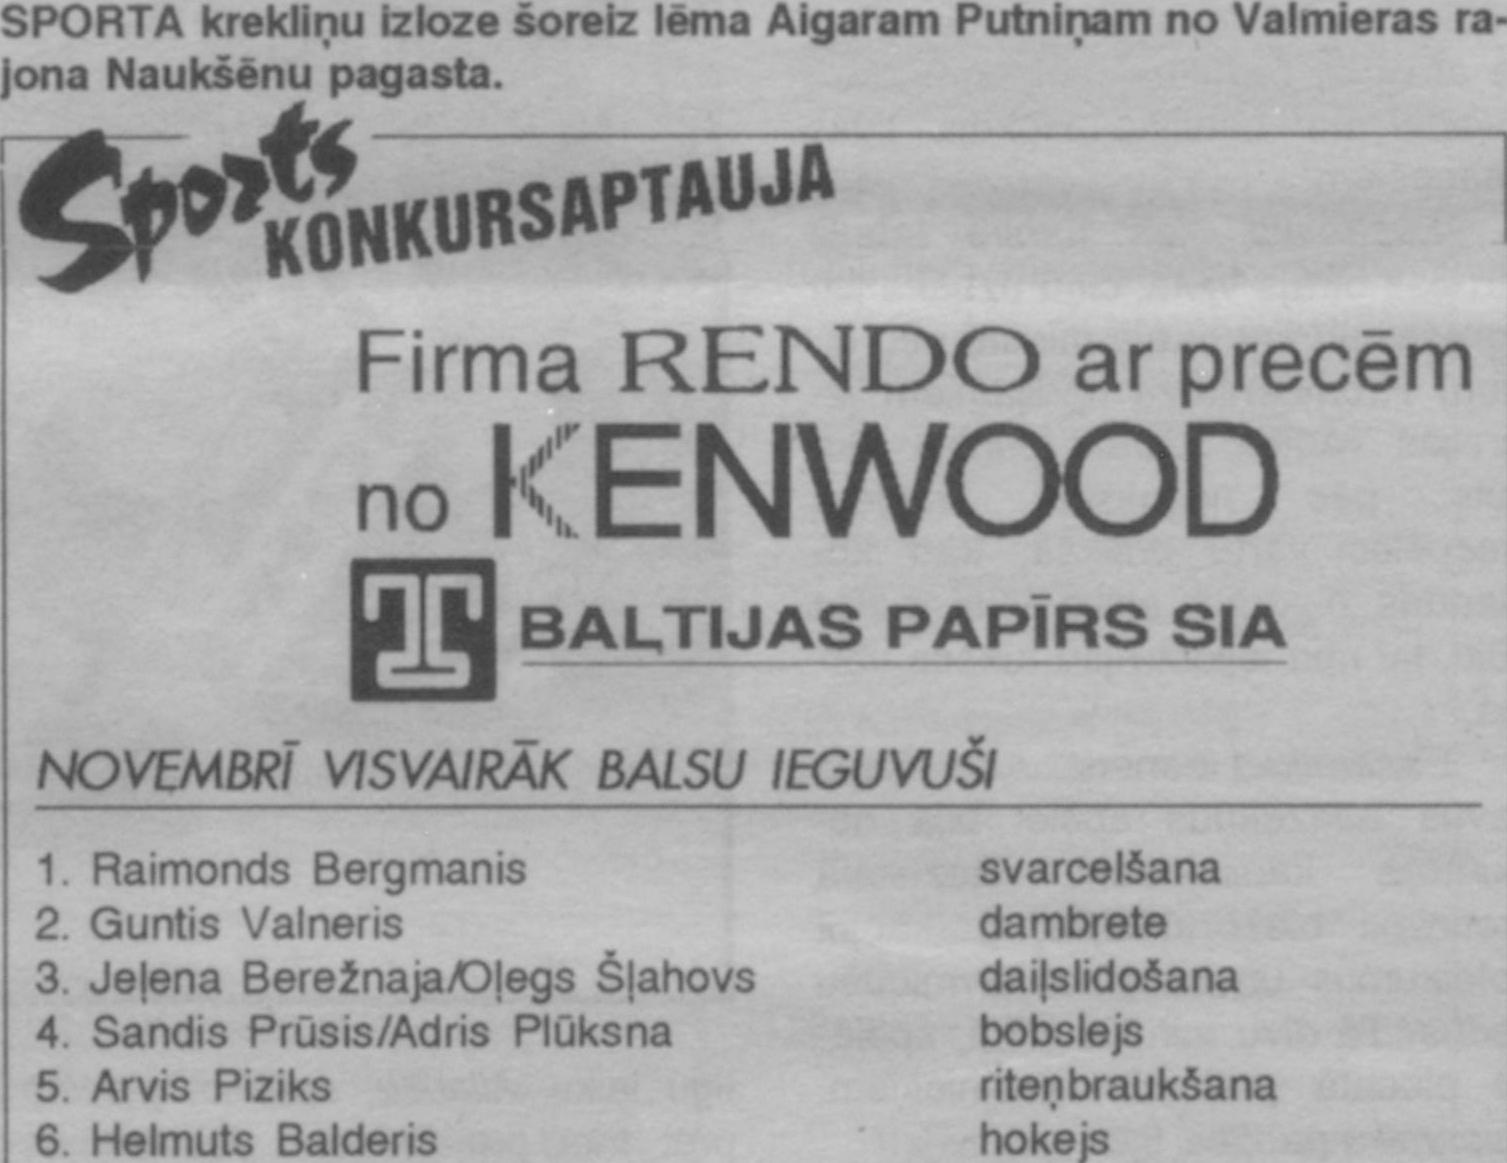 SPORTA krekliņu izloze šoreiz lēma Aigaram Putniņam no Valmieras ra-
jona Naukšēnu pagasta.
Sports
KONKURSAPTAUJA
Firma RENDO ar precēm
no KENWOOD
T BAĻTIJAS PAPĪRS SIA
NOVEMBRĪ VISVAIRĀK BALSU IEGUVUŠI
1. Raimonds Bergmanis svarcelšana
2. Guntis Valneris dambrete
3. Jeļena Berežnaja/Oļegs Šļahovs daiļslidošana
4. Sandis Prūsis/Adris Plūksna bobslejs
5. Arvis Piziks riteņbraukšana
6. Helmuts Balderis hokejs